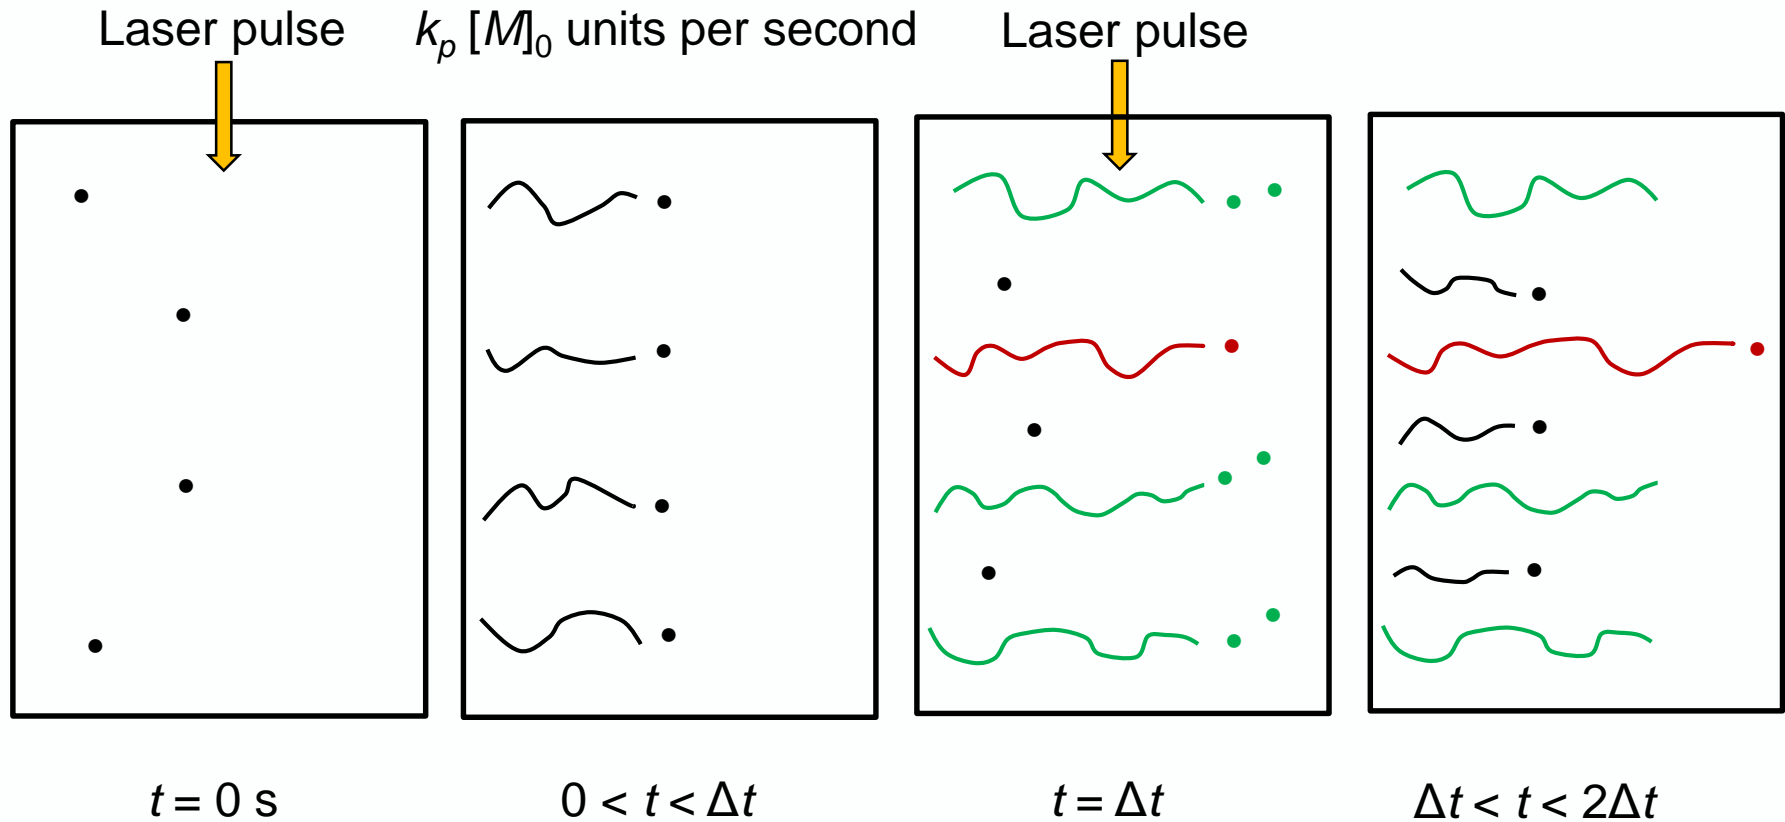 Laser pulse
k_p [M]_0 units per second
Laser pulse
t = 0 s
0 < t < Δt
t = Δt
Δt < t < 2Δt